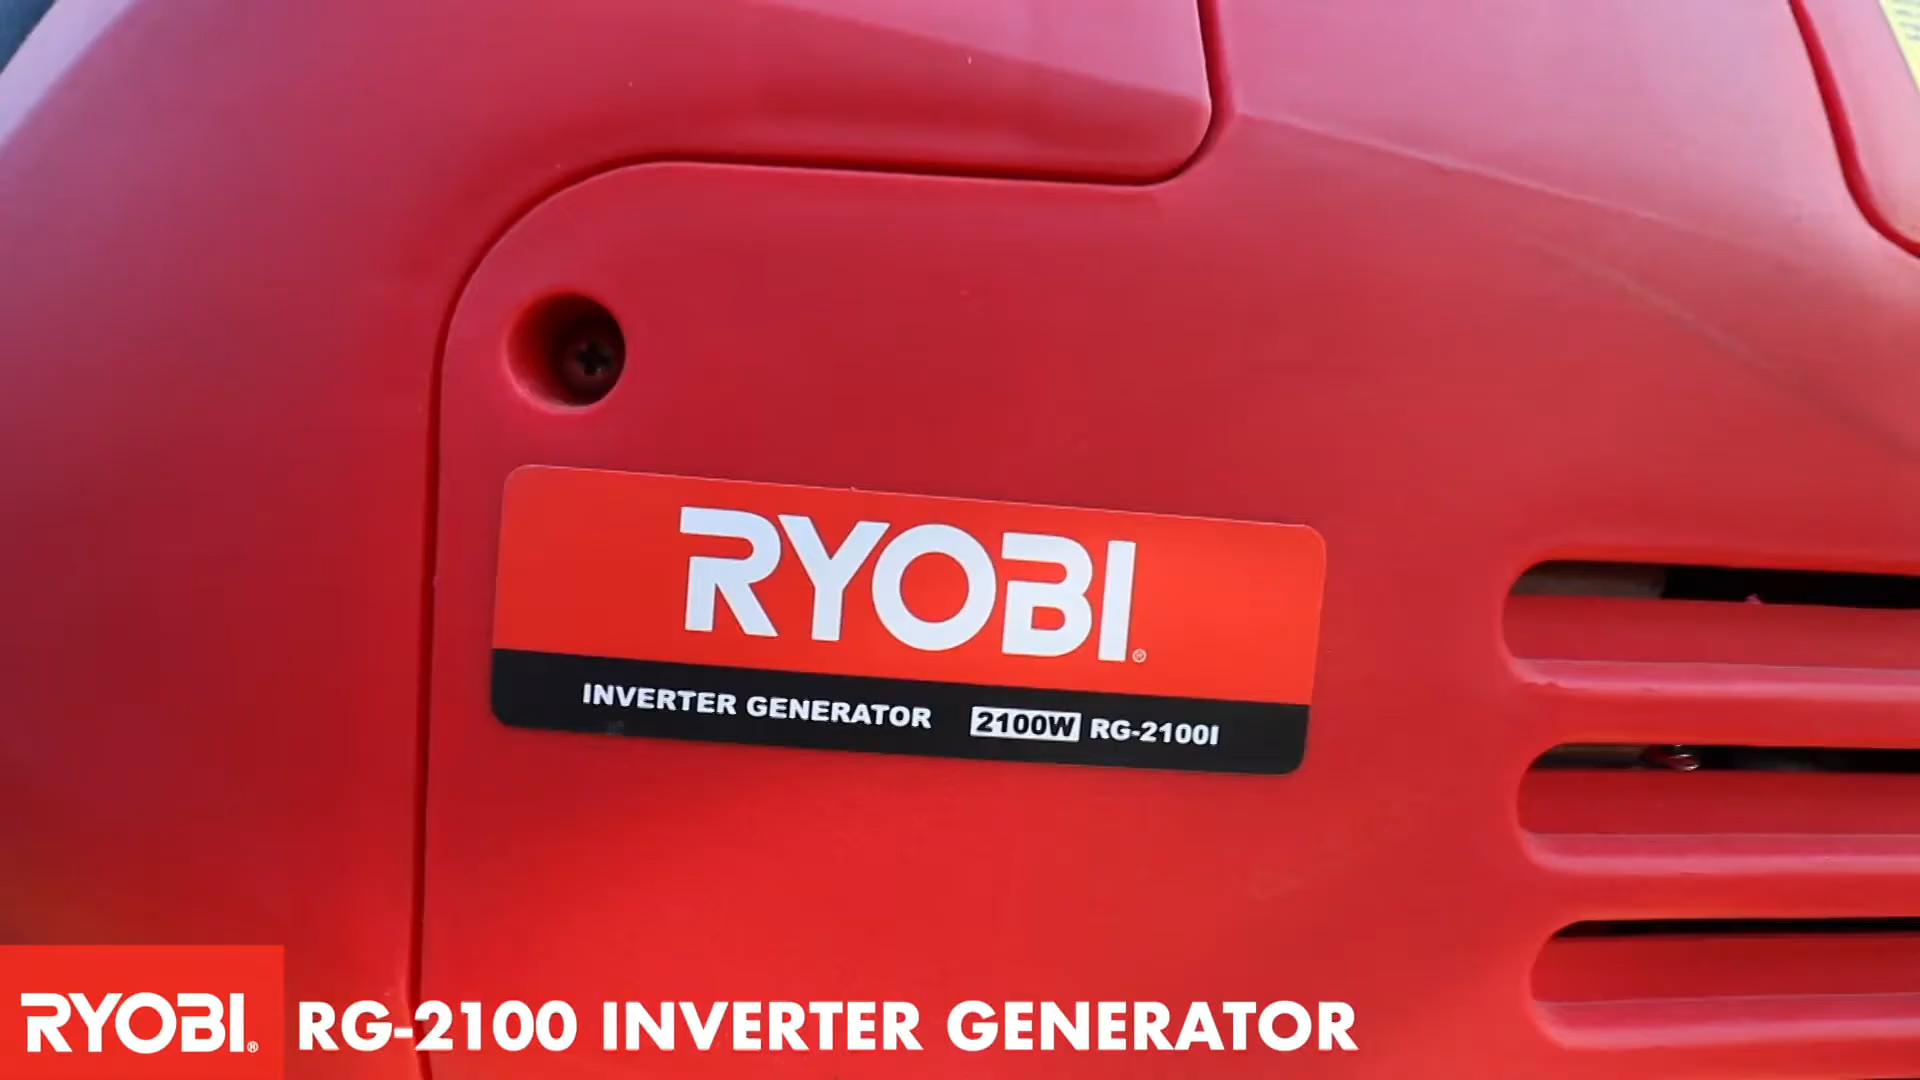 RYOBI®
INVERTER GENERATOR 2100W RG-2100I
RYOBI® RG-2100 INVERTER GENERATOR